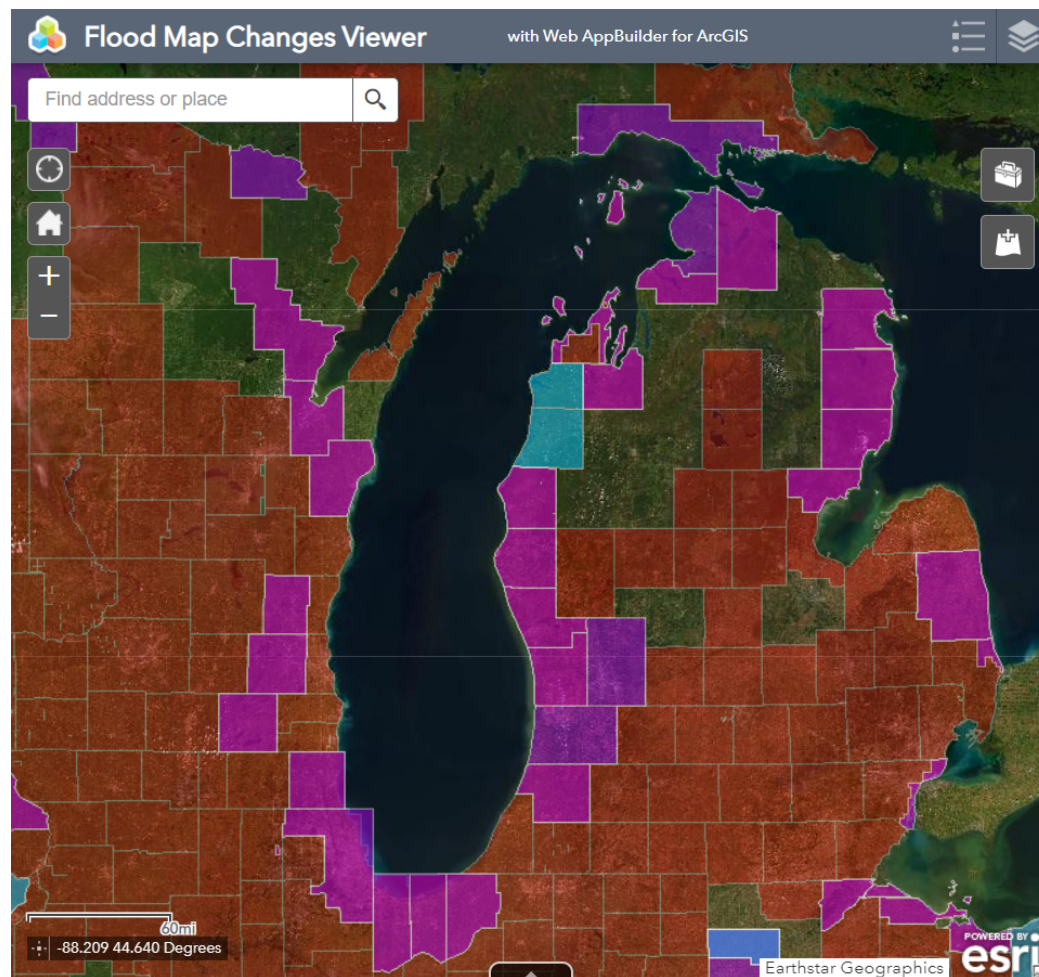 Flood Map Changes Viewer
with Web AppBuilder for ArcGIS
Find address or place
+
−
60mi
-88.209 44.640 Degrees
POWERED BY
esri
Earthstar Geographics